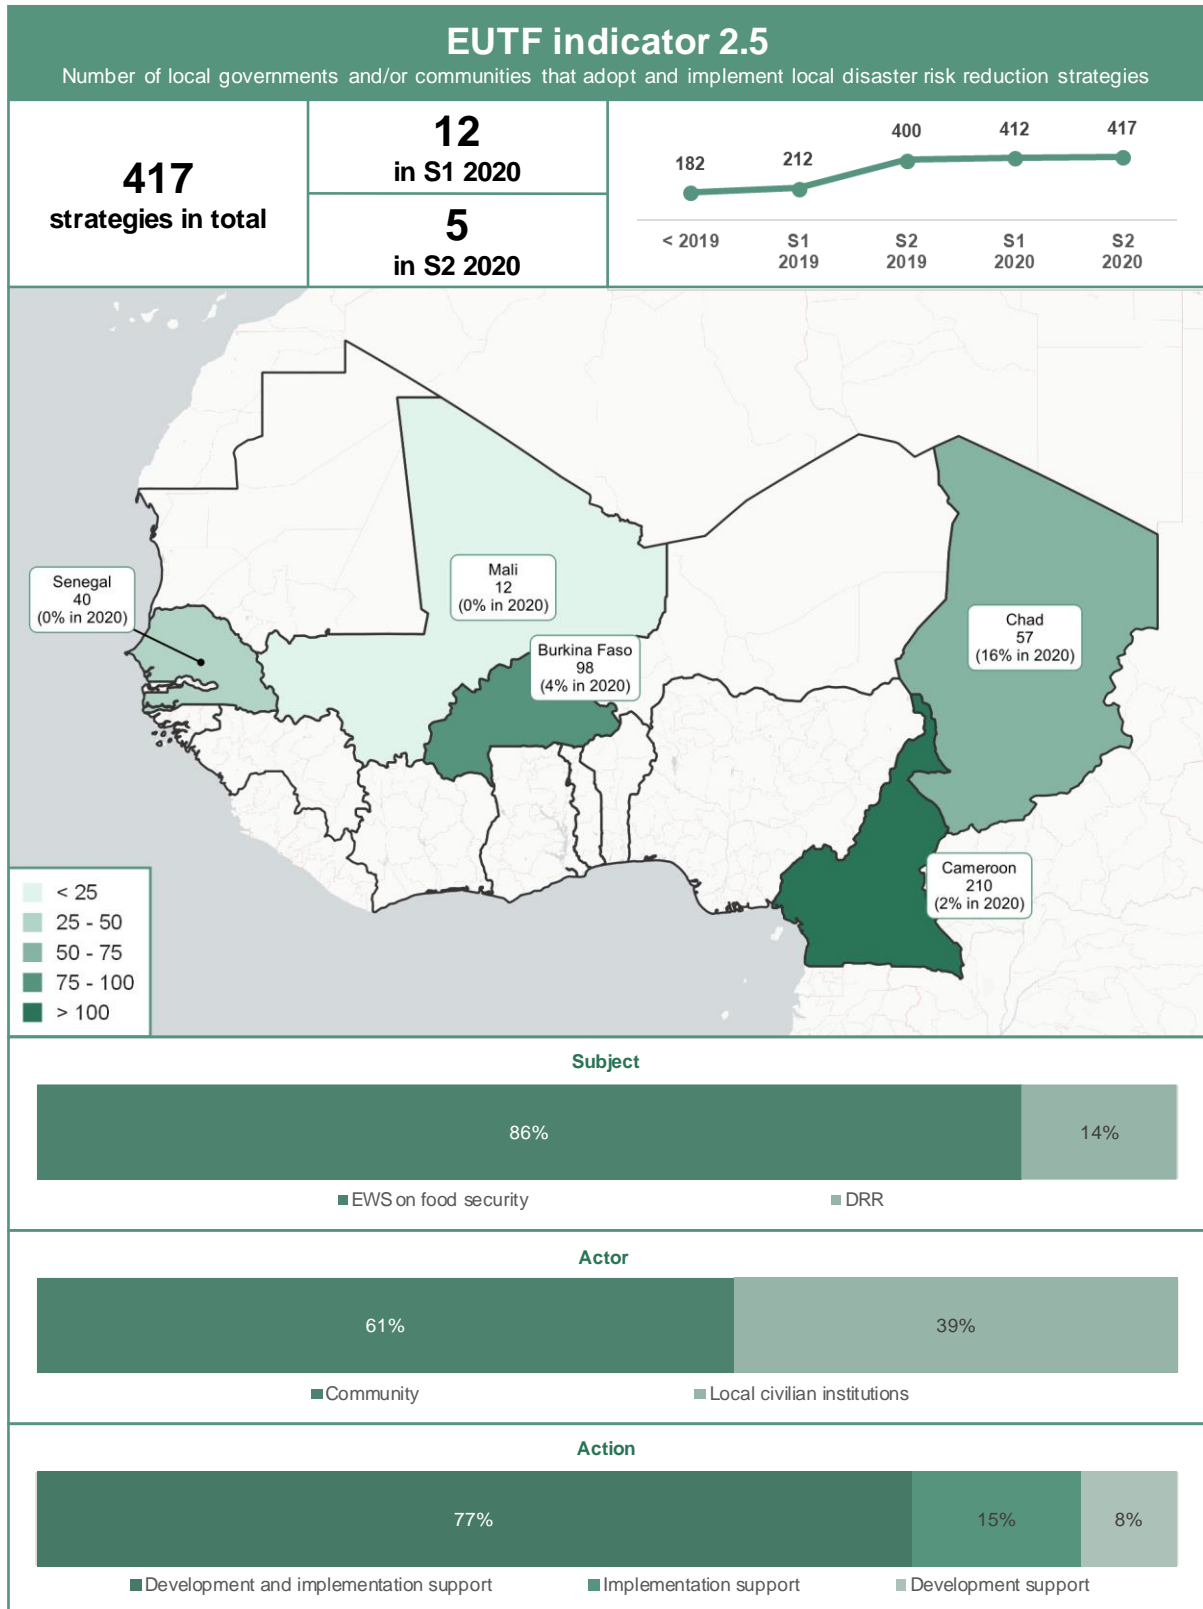 EUTF indicator 2.5
Number of local governments and/or communities that adopt and implement local disaster risk reduction strategies
417
strategies in total
12
in S1 2020
5
in S2 2020
182
212
400
412
417
< 2019
S1
2019
S2
2019
S1
2020
S2
2020
Senegal
40
(0% in 2020)
Mali
12
(0% in 2020)
Burkina Faso
98
(4% in 2020)
Chad
57
(16% in 2020)
Cameroon
210
(2% in 2020)
< 25
25 - 50
50 - 75
75 - 100
> 100
Subject
86%
14%
EWS on food security
DRR
Actor
61%
39%
Community
Local civilian institutions
Action
77%
15%
8%
Development and implementation support
Implementation support
Development support